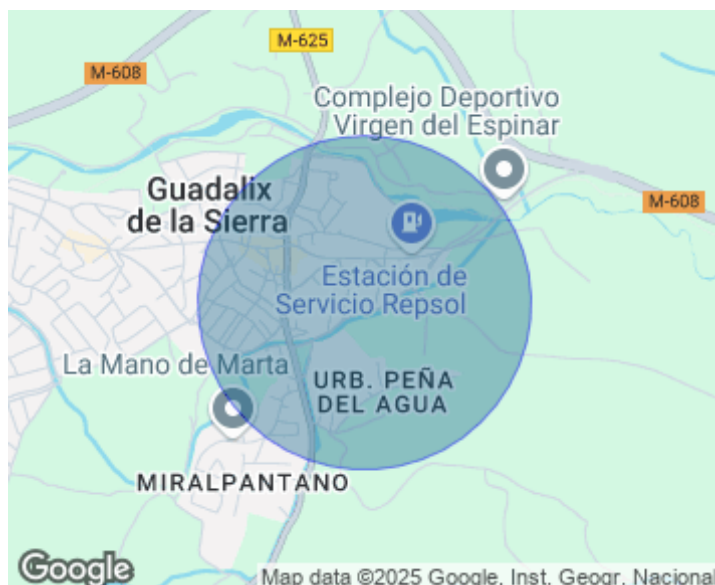 M-625
M-608
Complejo Deportivo
Virgen del Espinar
Guadalix
de la Sierra
M-608
Estación de
Servicio Repsol
La Mano de Marta
URB. PEÑA
DEL AGUA
MIRALPANTANO
Google
Map data ©2025 Google, Inst. Geogr. Nacional